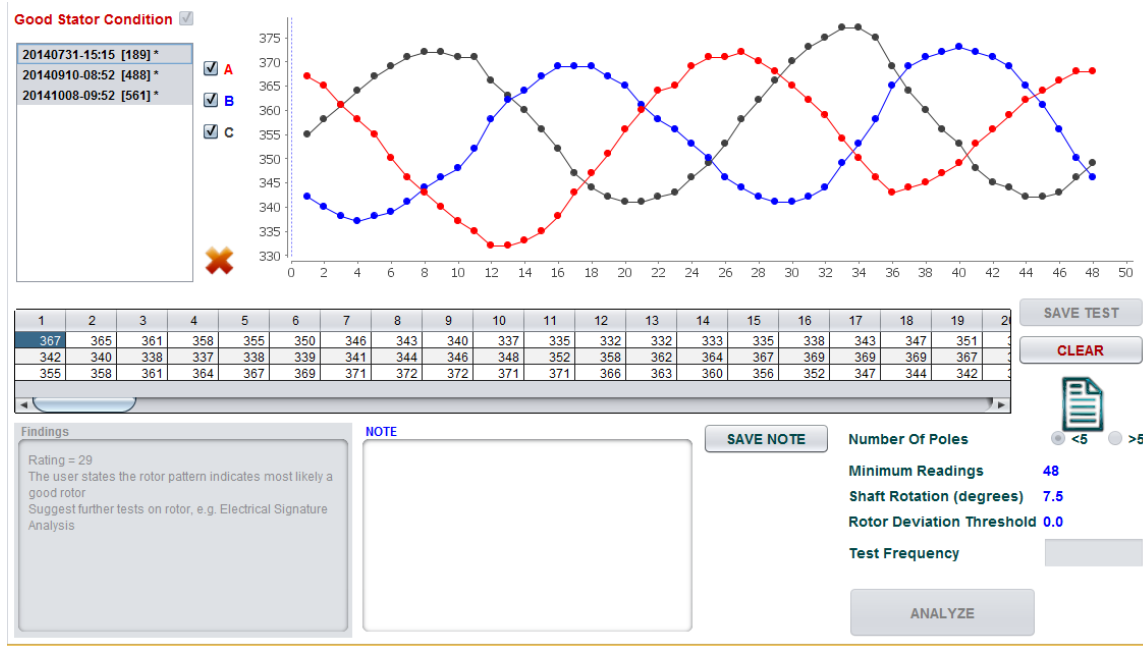 Good Stator Condition
20140731-15:15 [189] *
20140910-08:52 [488] *
20141008-09:52 [561] *
A
B
C
375
370
365
360
355
350
345
340
335
330
0 2 4 6 8 10 12 14 16 18 20 22 24 26 28 30 32 34 36 38 40 42 44 46 48 50
1 2 3 4 5 6 7 8 9 10 11 12 13 14 15 16 17 18 19
367 365 361 358 355 350 346 343 340 337 335 332 332 333 335 338 343 347 351
342 340 338 337 338 339 341 344 346 348 352 358 362 364 367 369 369 369 367
355 358 361 364 367 369 371 372 372 371 371 366 363 360 356 352 347 344 342
SAVE TEST
CLEAR
Findings
Rating = 29
The user states the rotor pattern indicates most likely a
good rotor
Suggest further tests on rotor, e.g. Electrical Signature
Analysis
NOTE
SAVE NOTE
Number Of Poles <5 >5
Minimum Readings 48
Shaft Rotation (degrees) 7.5
Rotor Deviation Threshold 0.0
Test Frequency
ANALYZE